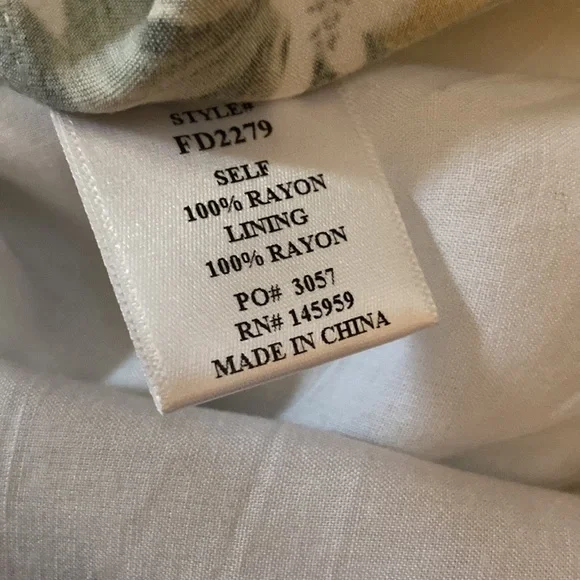 STYLE#
FD2279
SELF
100% RAYON
LINING
100% RAYON
PO# 3057
RN# 145959
MADE IN CHINA